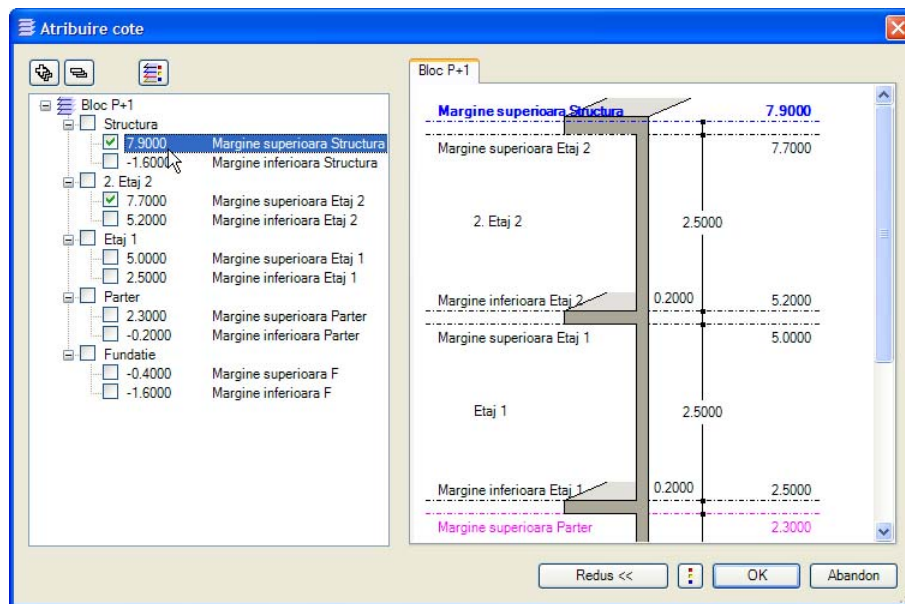 Atribuire cote
Bloc P+1
Structura
7.9000 Margine superioara Structura
-1.6000 Margine inferioara Structura
2. Etaj 2
7.7000 Margine superioara Etaj 2
5.2000 Margine inferioara Etaj 2
Etaj 1
5.0000 Margine superioara Etaj 1
2.5000 Margine inferioara Etaj 1
Parter
2.3000 Margine superioara Parter
-0.2000 Margine inferioara Parter
Fundatie
-0.4000 Margine superioara F
-1.6000 Margine inferioara F
Bloc P+1
Margine superioara Structura 7.9000
Margine superioara Etaj 2 7.7000
2. Etaj 2 2.5000
Margine inferioara Etaj 2 0.2000 5.2000
Margine superioara Etaj 1 5.0000
Etaj 1 2.5000
Margine inferioara Etaj 1 0.2000 2.5000
Margine superioara Parter 2.3000
Redus << OK Abandon